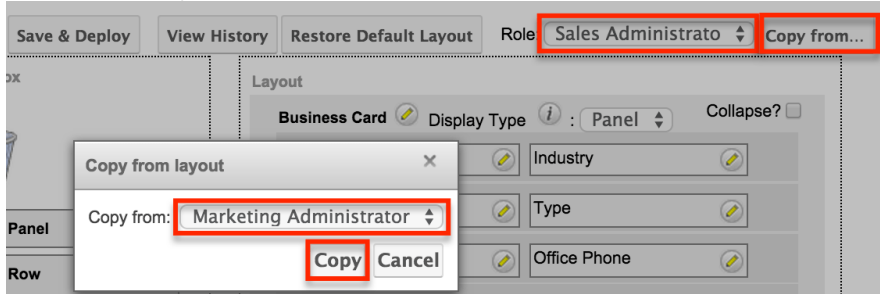 Save & Deploy View History Restore Default Layout Role Sales Administrato Copy from...
Layout
Business Card Display Type i : Panel Collapse?
Copy from layout ×
Industry
Copy from: Marketing Administrator
Type
Panel
Copy Cancel
Office Phone
Row